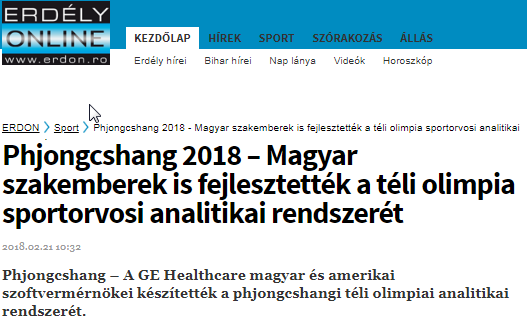 ERDÉLY
ONLINE
www.erdon.ro
KEZDŐLAP HÍREK SPORT SZÓRAKOZÁS ÁLLÁS
Erdély hírei Bihar hírei Nap lánya Videók Horoszkóp
ERDON > Sport > Phjongcshang 2018 - Magyar szakemberek is fejlesztették a téli olimpia sportorvosi analitikai
Phjongcshang 2018 – Magyar
szakemberek is fejlesztették a téli olimpia
sportorvosi analitikai rendszerét
2018.02.21 10:32
Phjongcshang – A GE Healthcare magyar és amerikai
szoftvermérnökei készítették a phjongcshangi téli olimpiai analitikai
rendszerét.